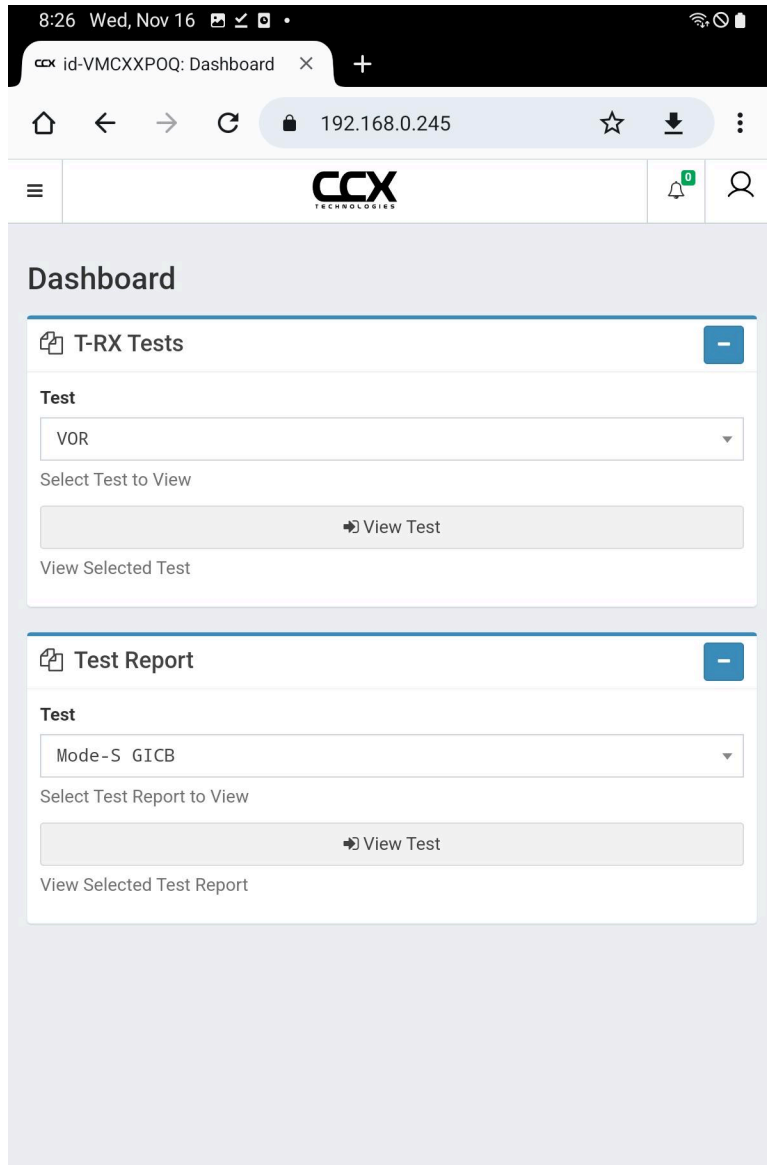 8:26 Wed, Nov 16
CCX id-VMCXXPOQ: Dashboard
192.168.0.245
CCX
TECHNOLOGIES
0
Dashboard
T-RX Tests
Test
VOR
Select Test to View
View Test
View Selected Test
Test Report
Test
Mode-S GICB
Select Test Report to View
View Test
View Selected Test Report